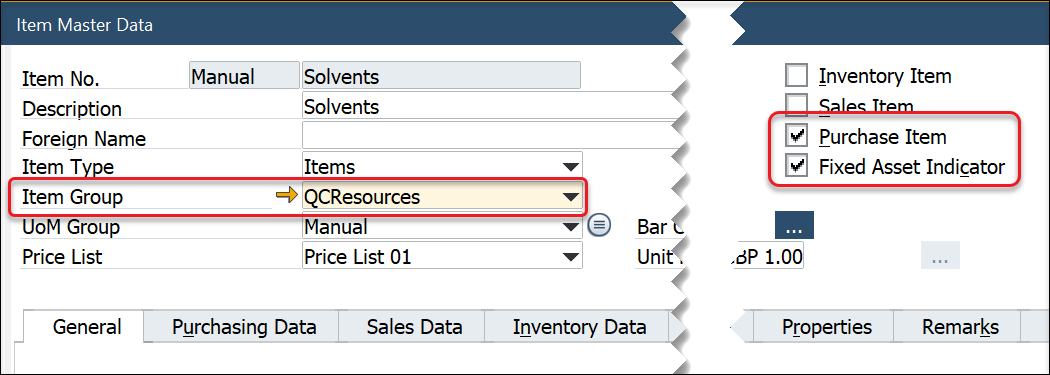 Item Master Data
Item No. Manual Solvents Inventory Item
Description Solvents Sales Item
Foreign Name Purchase Item
Item Type Items Fixed Asset Indicator
Item Group QCResources
UoM Group Manual Bar C ...
Price List Price List 01 Unit BP 1.00 ...
General Purchasing Data Sales Data Inventory Data Properties Remarks